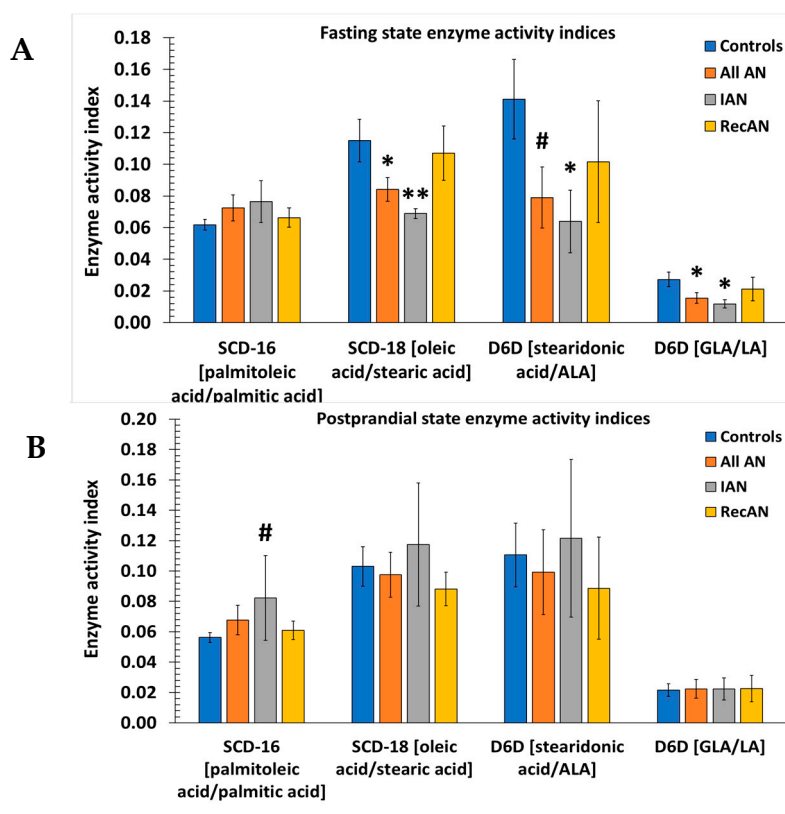 A
Fasting state enzyme activity indices
Controls
All AN
IAN
RecAN
Enzyme activity index
0.18
0.16
0.14
0.12
0.10
0.08
0.06
0.04
0.02
0.00
*
**
#
*
*
*
SCD-16
[palmitoleic
acid/palmitic acid]
SCD-18 [oleic
acid/stearic acid]
D6D [stearidonic
acid/ALA]
D6D [GLA/LA]
B
Postprandial state enzyme activity indices
Controls
All AN
IAN
RecAN
Enzyme activity index
0.20
0.18
0.16
0.14
0.12
0.10
0.08
0.06
0.04
0.02
0.00
#
SCD-16
[palmitoleic
acid/palmitic acid]
SCD-18 [oleic
acid/stearic acid]
D6D [stearidonic
acid/ALA]
D6D [GLA/LA]